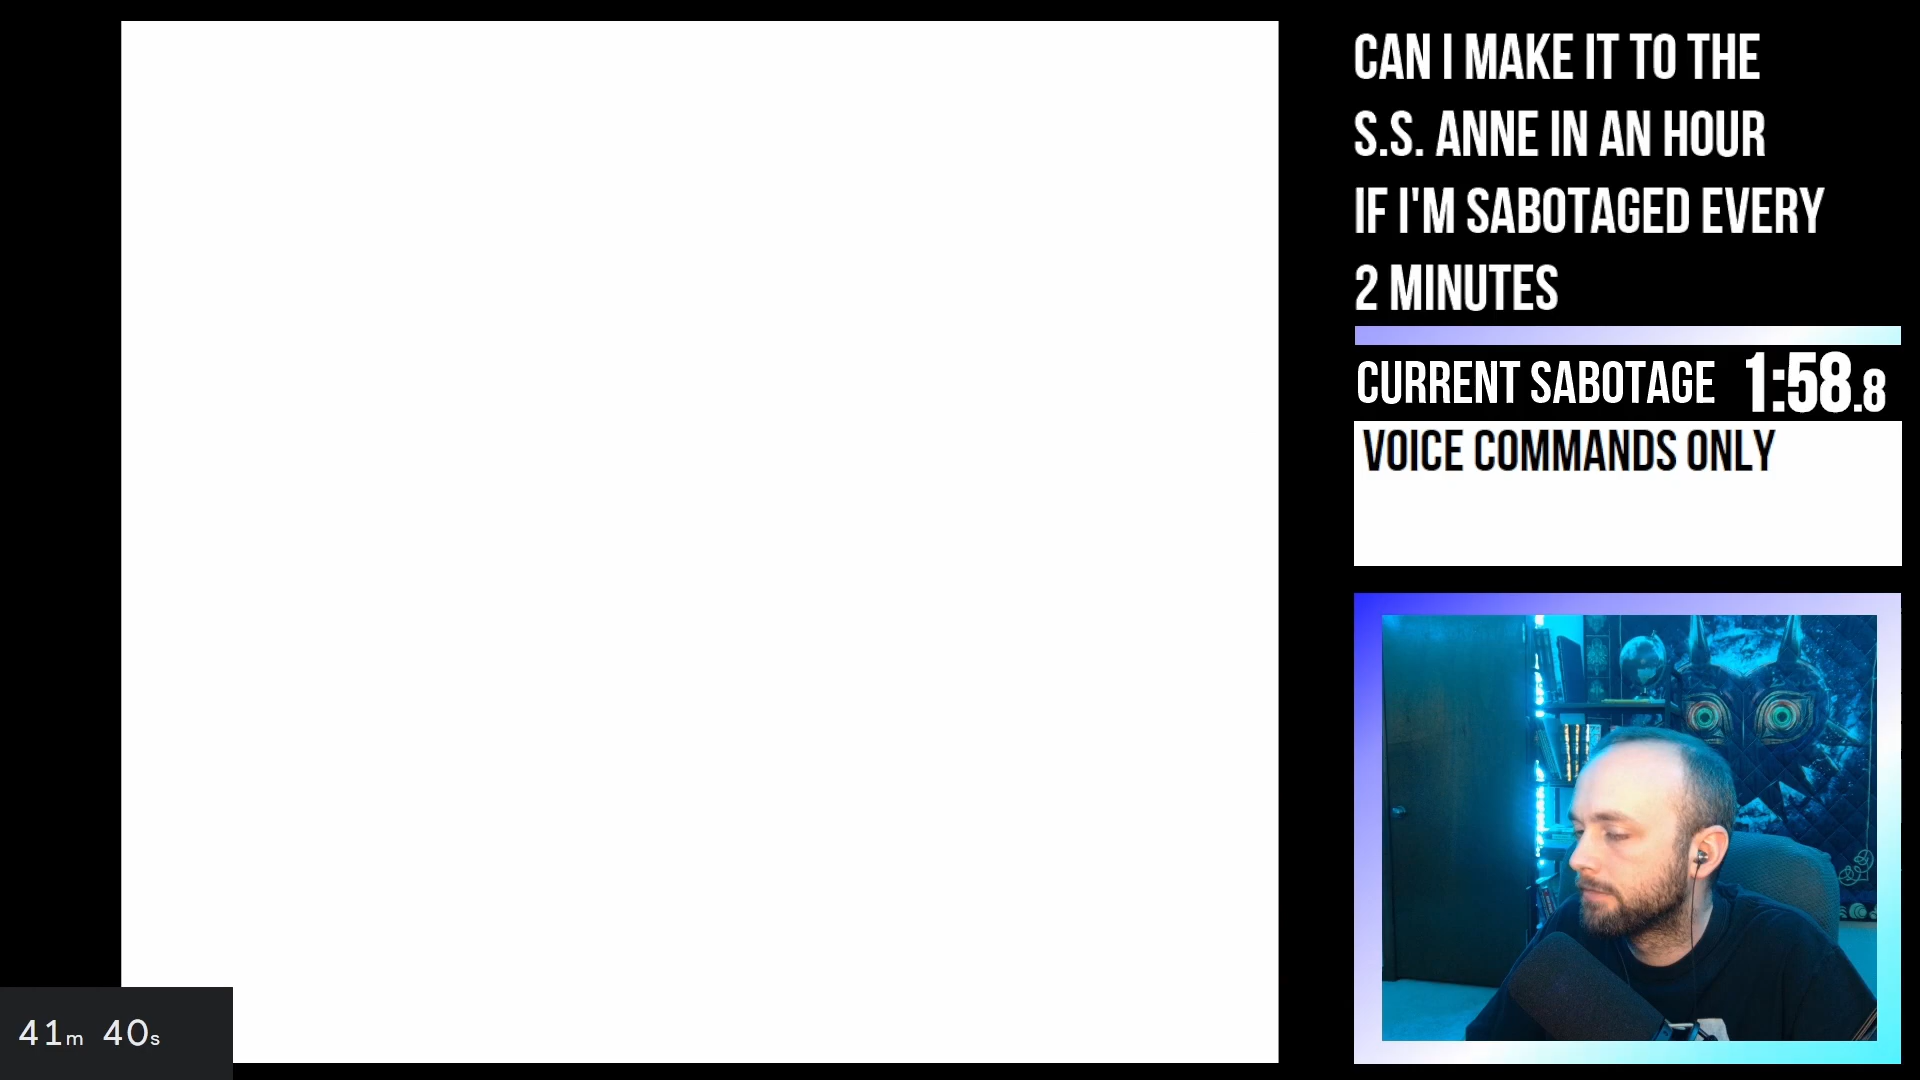 CAN I MAKE IT TO THE
S.S. ANNE IN AN HOUR
IF I'M SABOTAGED EVERY
2 MINUTES
CURRENT SABOTAGE 1:58.8
VOICE COMMANDS ONLY
41m 40s